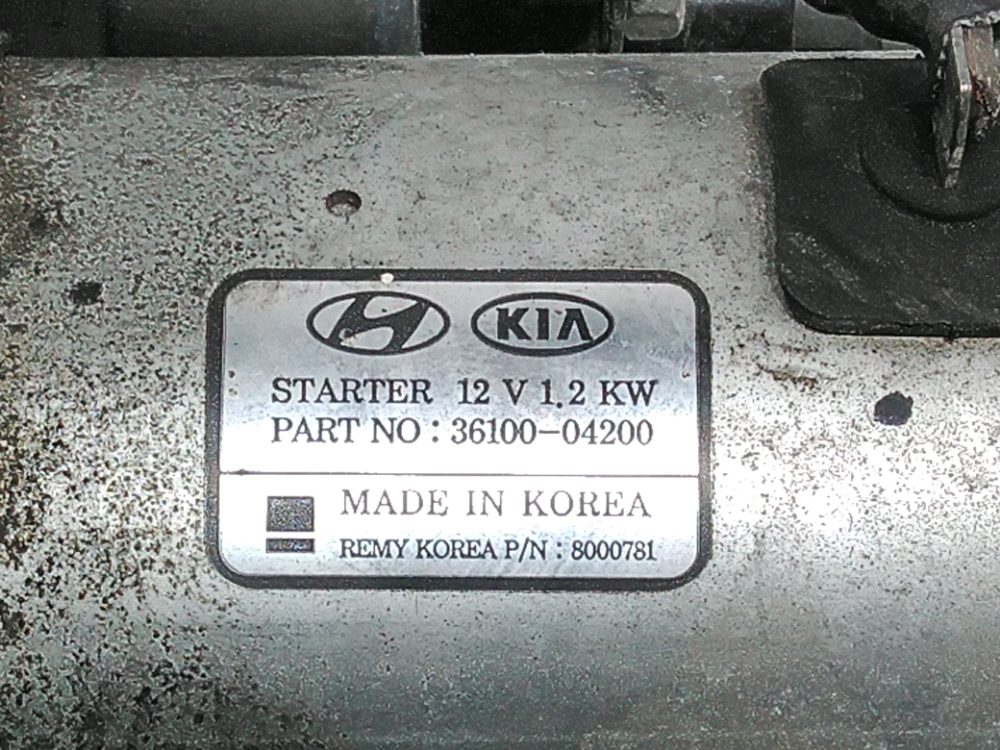 KIA
STARTER 12 V 1.2 KW
PART NO : 36100-04200
MADE IN KOREA
REMY KOREA P/N : 8000781